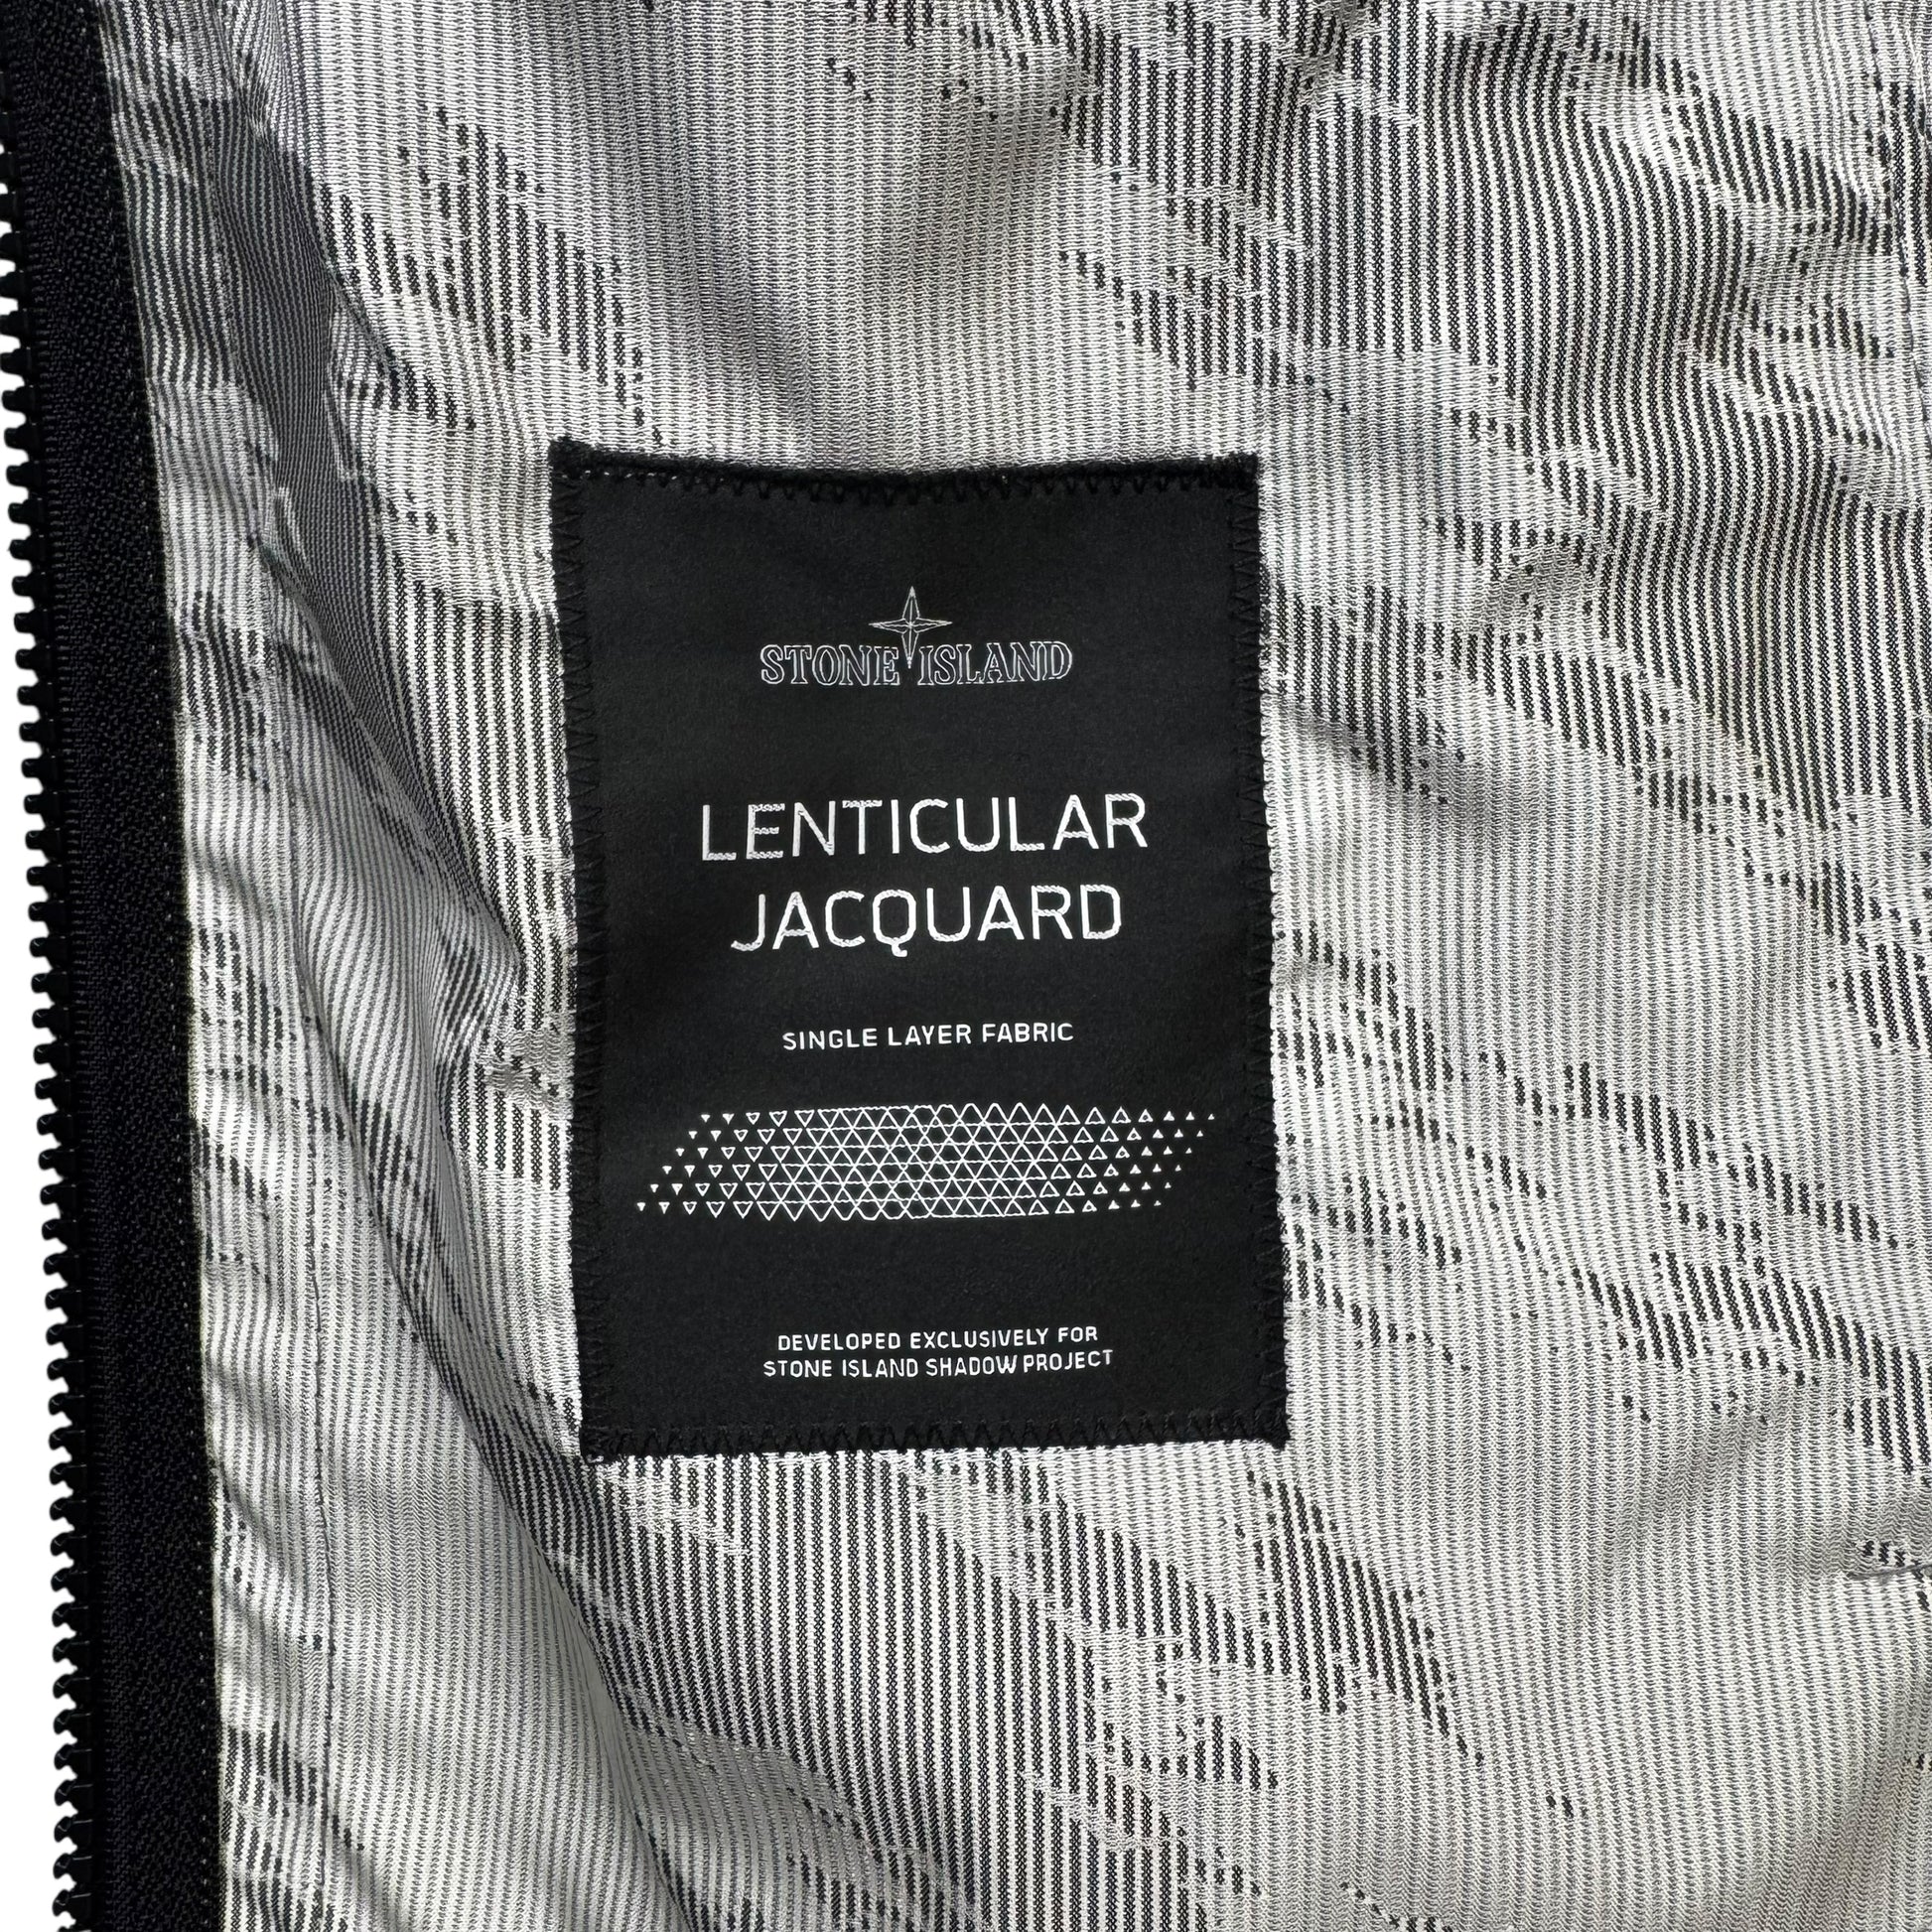 STONE ISLAND
LENTICULAR
JACQUARD
SINGLE LAYER FABRIC
DEVELOPED EXCLUSIVELY FOR
STONE ISLAND SHADOW PROJECT